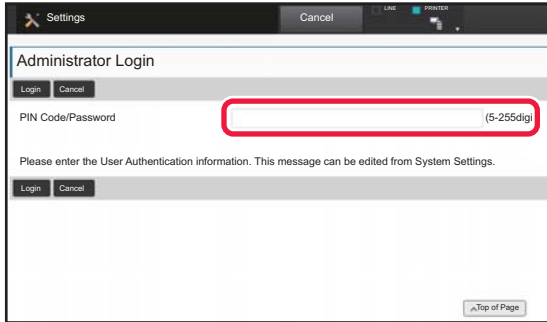 Settings Cancel LINE PRINTER
Administrator Login
Login Cancel
PIN Code/Password (5-255digi
Please enter the User Authentication information. This message can be edited from System Settings.
Login Cancel
Top of Page